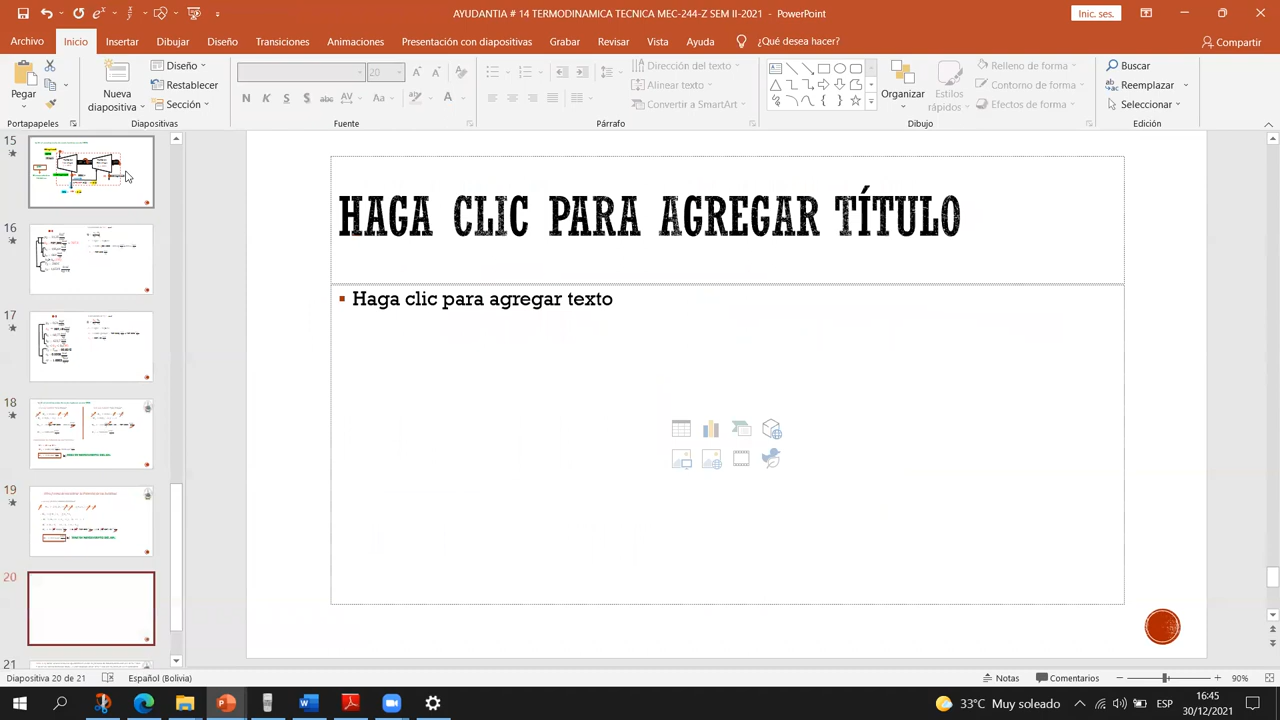 AYUDANTIA # 14 TERMODINAMICA TECNICA MEC-244-Z SEM II-2021 - PowerPoint
Inic. ses.
Archivo Inicio Insertar Dibujar Diseño Transiciones Animaciones Presentación con diapositivas Grabar Revisar Vista Ayuda ¿Qué desea hacer? Compartir
Pegar
Nueva diapositiva
Diseño
Restablecer
Sección
20
N K S S abc AV Aa A
Dirección del texto
Alinear texto
Convertir a SmartArt
Organizar
Estilos rápidos
Relleno de forma
Contorno de forma
Efectos de forma
Buscar
Reemplazar
Seleccionar
Portapapeles Diapositivas Fuente Párrafo Dibujo Edición
15
16
17
18
19
20
21
HAGA CLIC PARA AGREGAR TÍTULO
Haga clic para agregar texto
Diapositiva 20 de 21 Español (Bolivia) Notas Comentarios 90%
33°C Muy soleado ESP 16:45
30/12/2021